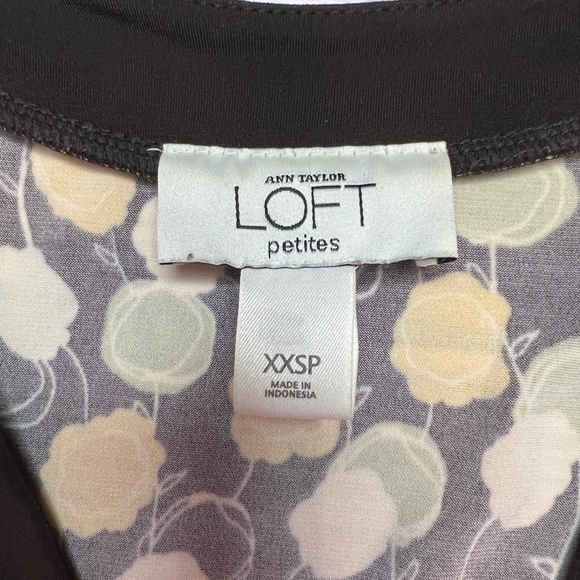 ANN TAYLOR
LOFT
petites
XXSP
MADE IN
INDONESIA